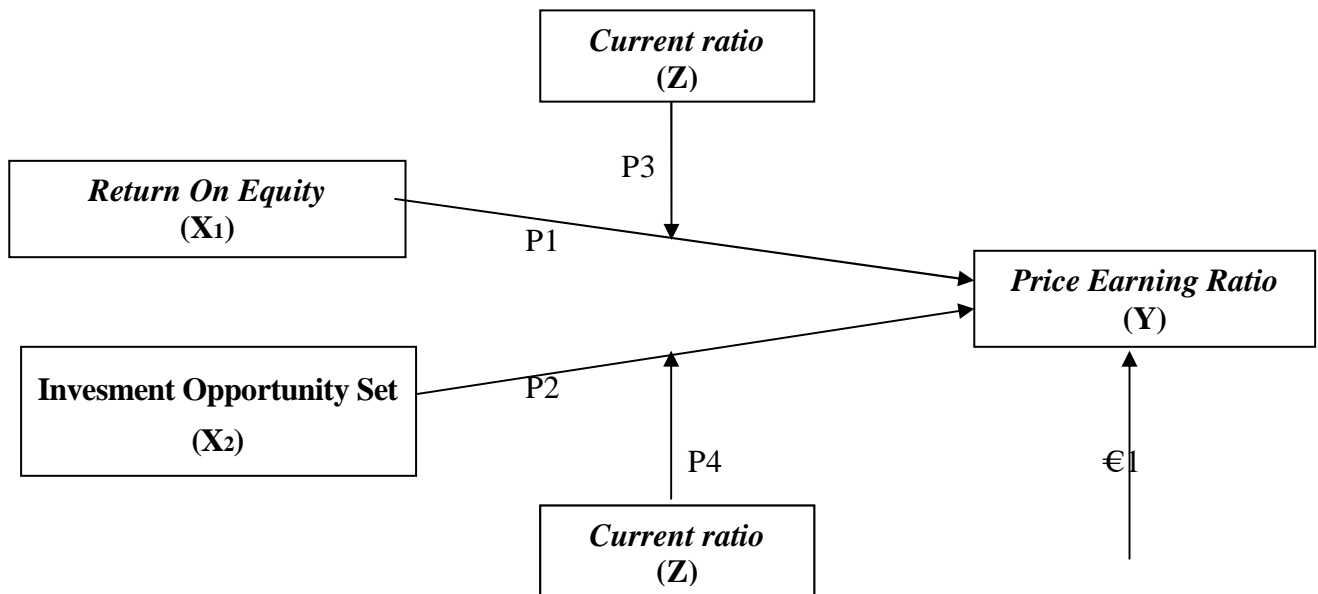 Current ratio
(Z)
P3
Return On Equity
(X1)
P1
Price Earning Ratio
(Y)
Invesment Opportunity Set
(X2)
P2
P4
€1
Current ratio
(Z)